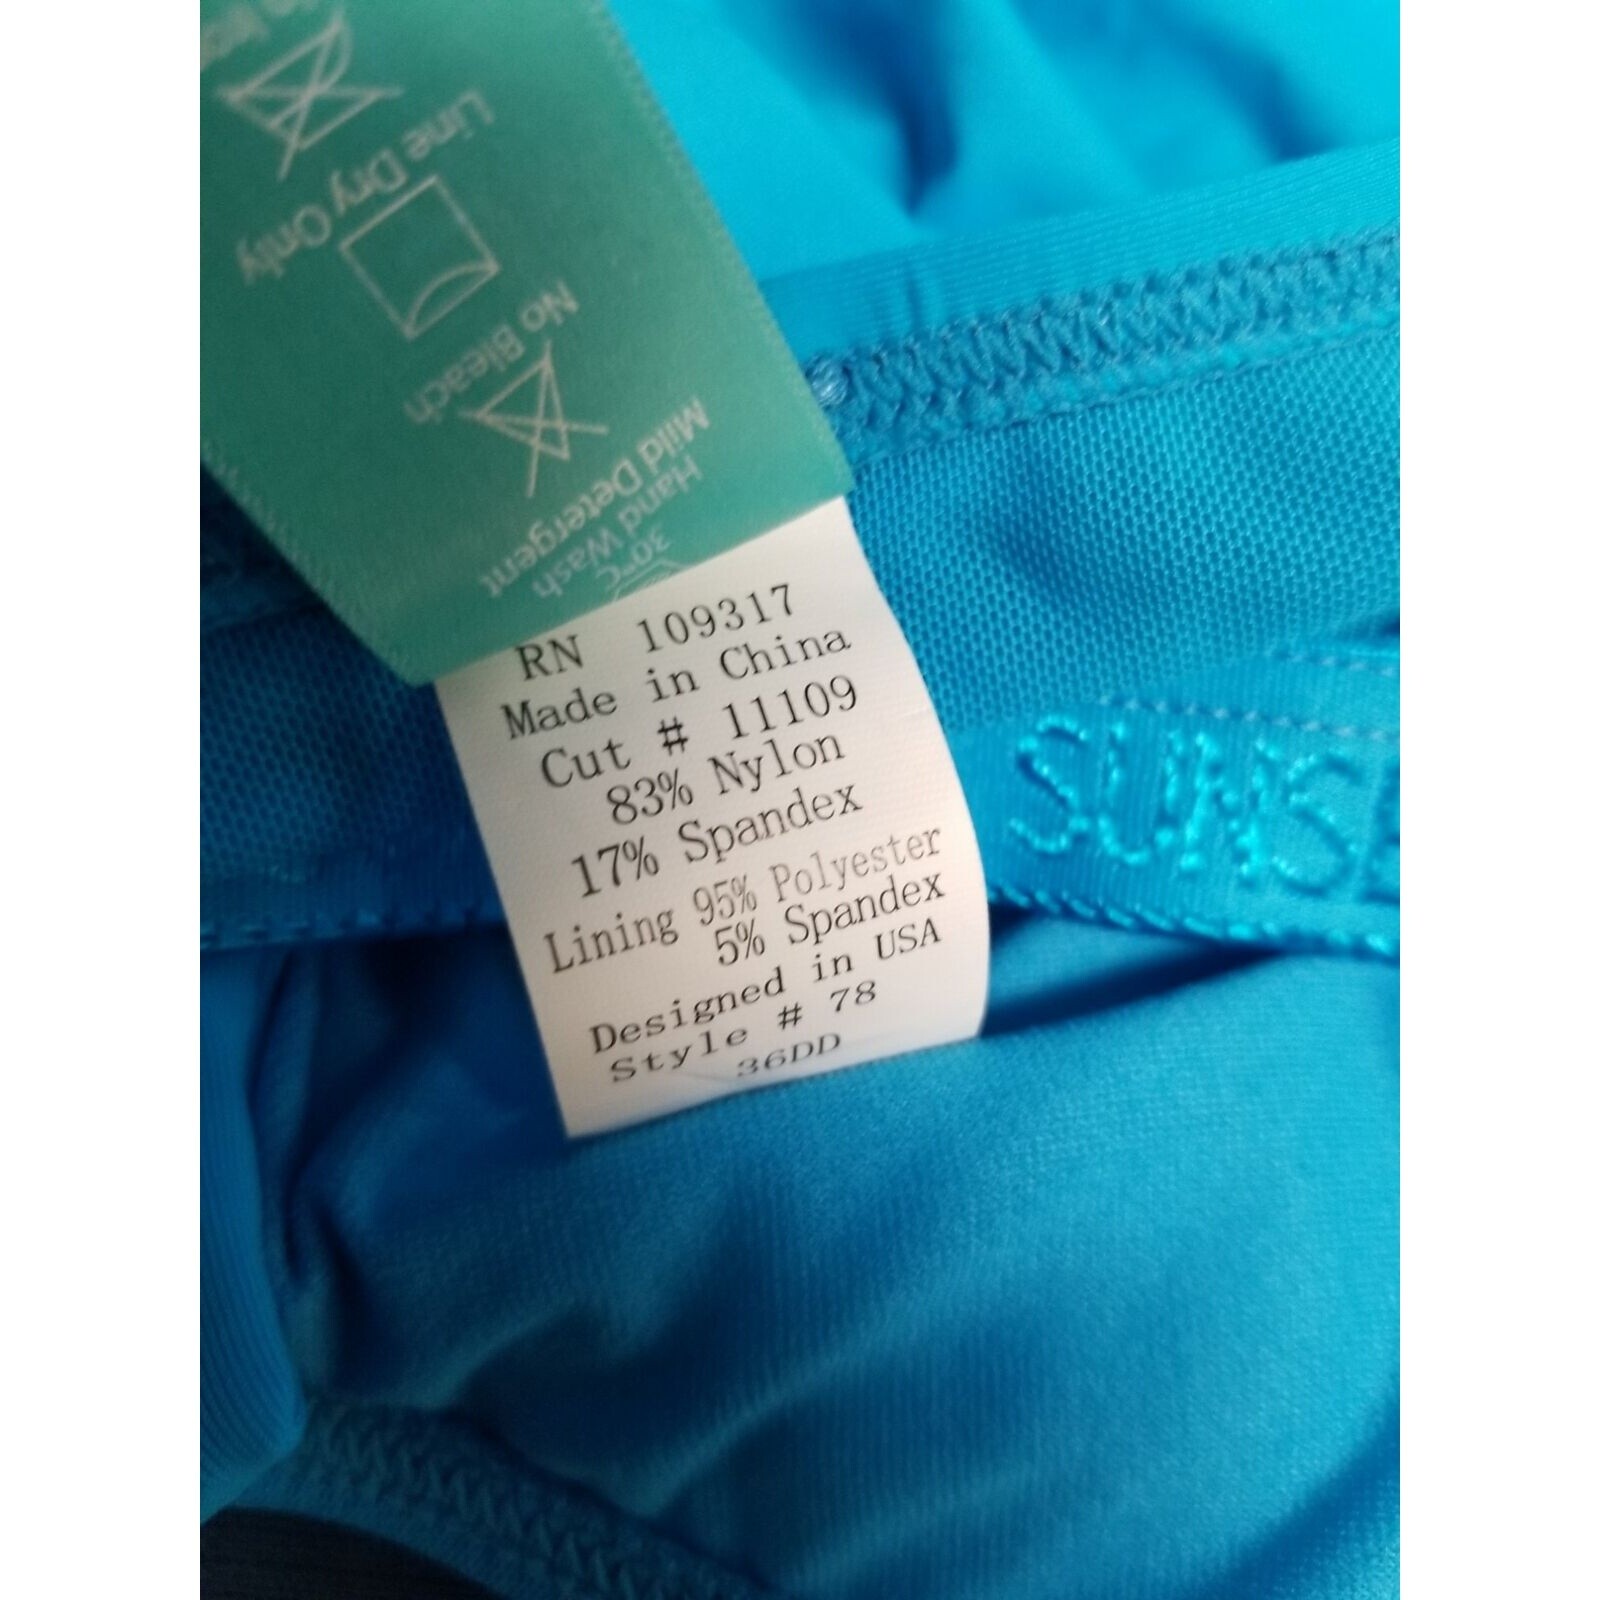 Line Dry Only
No Bleach
Mild Detergent
Hand Wash
30°C
RN 109317
Made in China
Cut # 11109
83% Nylon
17% Spandex
Lining 95% Polyester
5% Spandex
Designed in USA
Style # 78
36DD
SUNSE